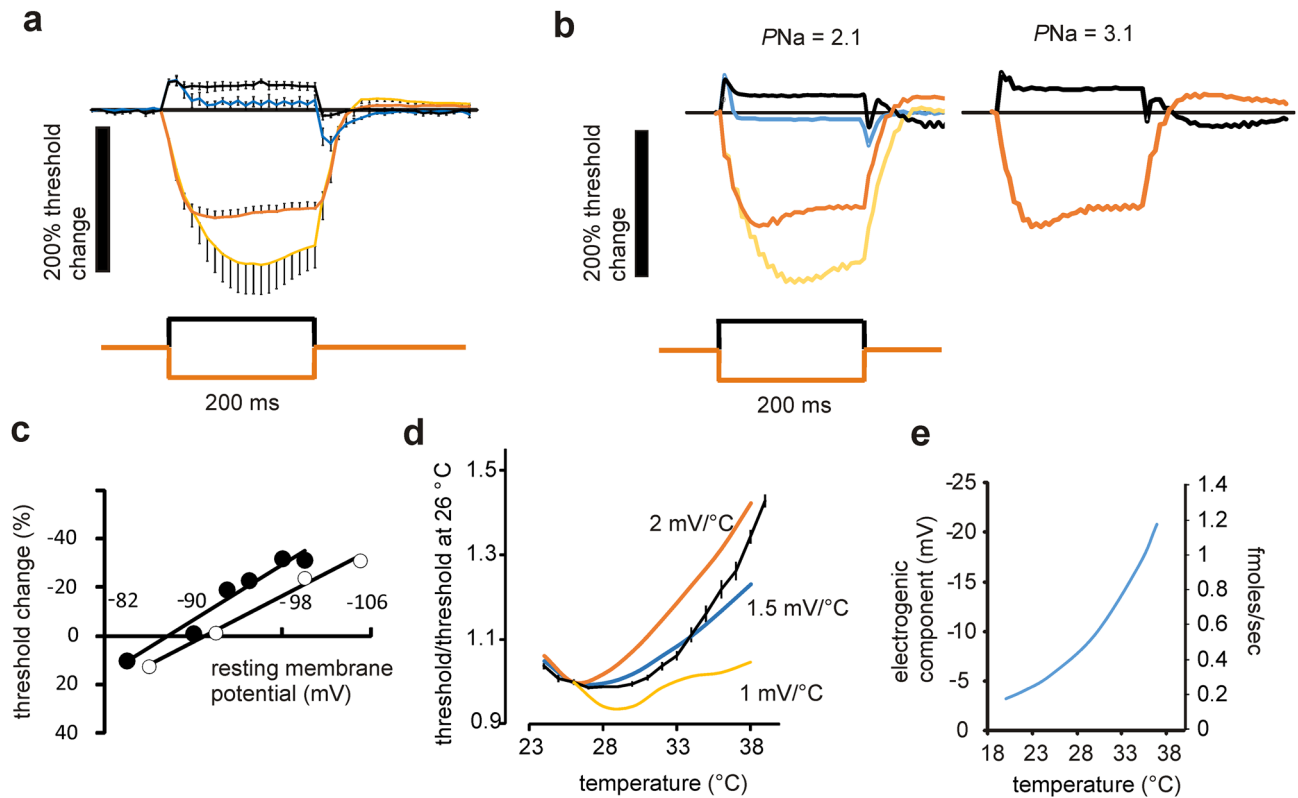 a
200% threshold
change
200 ms
b
PNa = 2.1
PNa = 3.1
200% threshold
change
200 ms
c
threshold change (%)
-40
-20
0
20
40
-82
-90
-98
-106
resting membrane
potential (mV)
d
threshold/threshold at 26 °C
1.5
1.3
1.1
0.9
23
28
33
38
2 mV/°C
1.5 mV/°C
1 mV/°C
temperature (°C)
e
electrogenic
component (mV)
-25
-20
-15
-10
-5
0
18
23
28
33
38
1.4
1.2
1
0.8
0.6
0.4
0.2
0
fmoles/sec
temperature (°C)